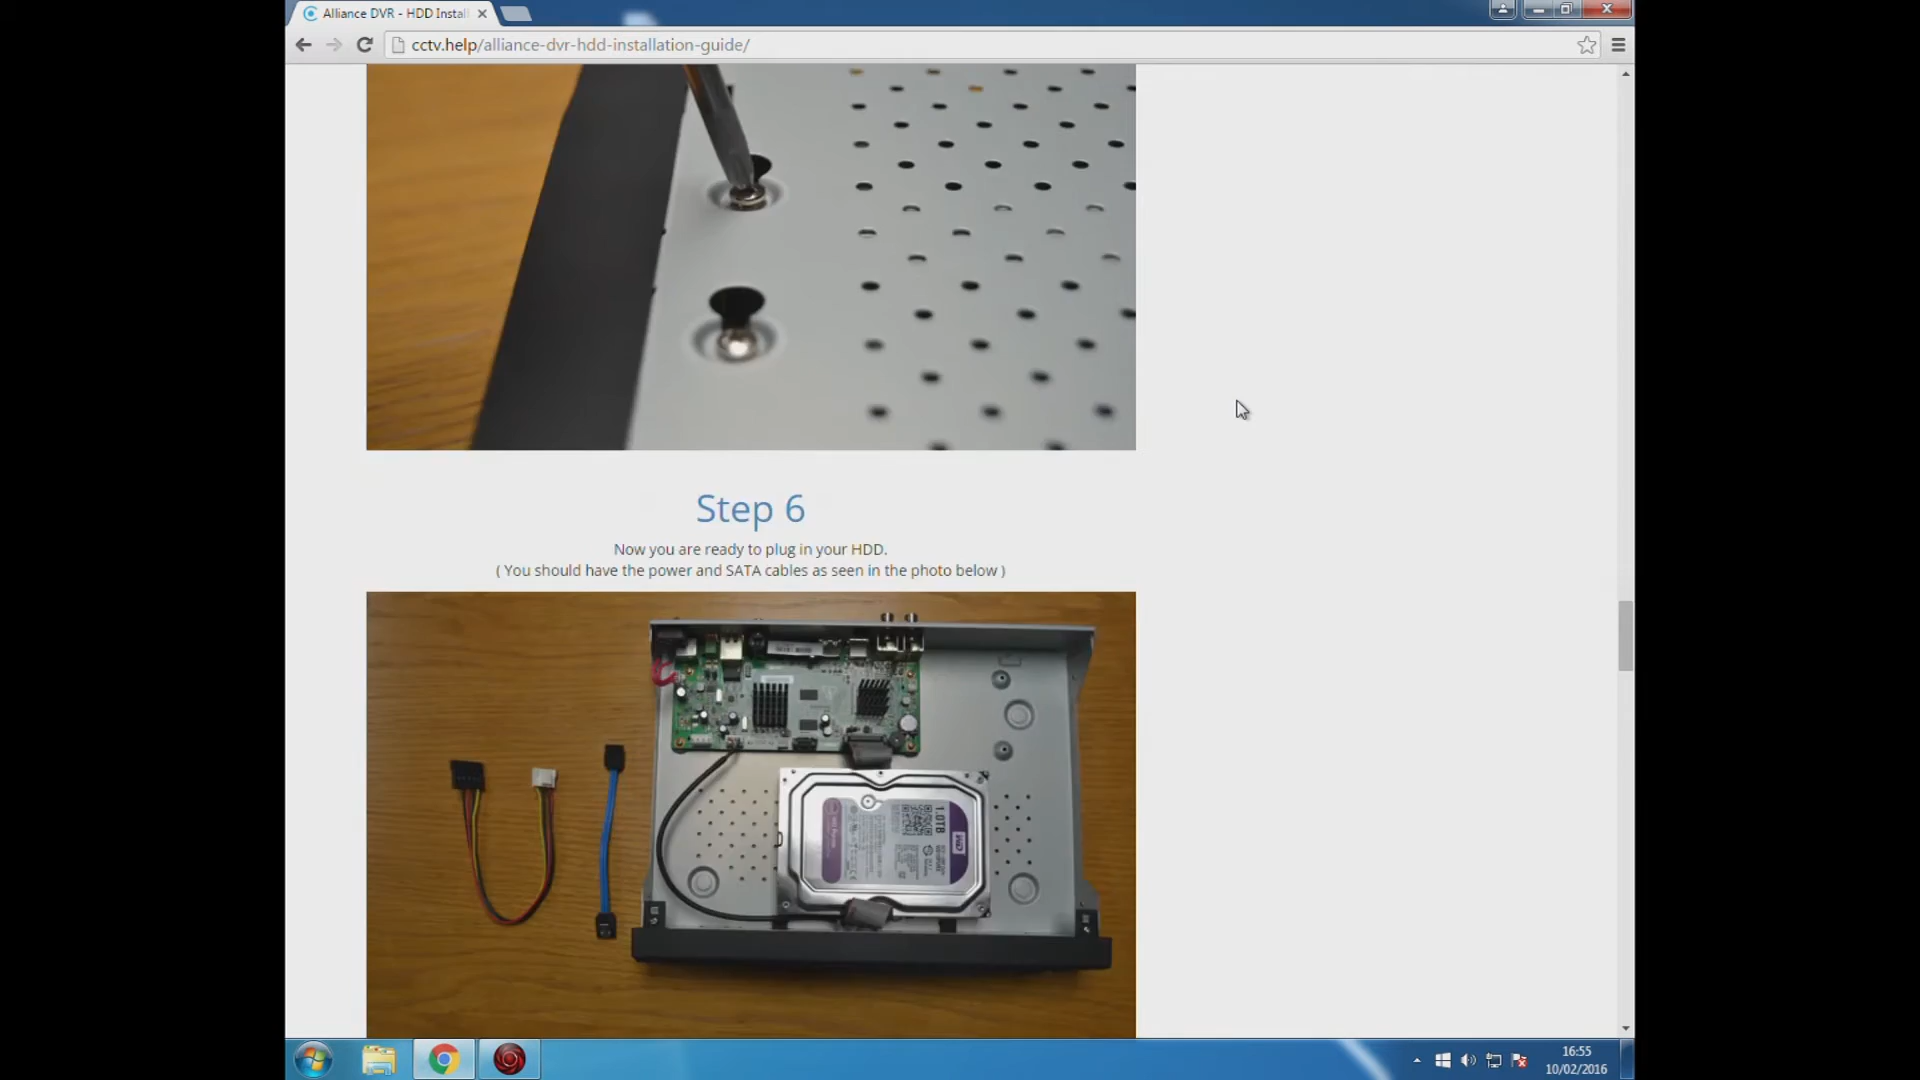 Alliance DVR - HDD Instal
cctv.help/alliance-dvr-hdd-installation-guide/
Step 6
Now you are ready to plug in your HDD.
( You should have the power and SATA cables as seen in the photo below )
1.0TB
WD
16:55
10/02/2016